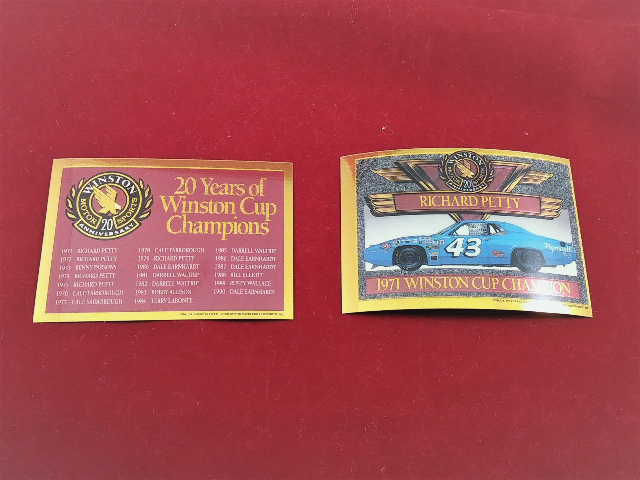 WINSTON
MOTOR 20 SPORTS
ANNIVERSARY
20 Years of
Winston Cup
Champions
1971 RICHARD PETTY
1972 RICHARD PETTY
1973 BENNY PARSONS
1974 RICHARD PETTY
1975 RICHARD PETTY
1976 CALE YARBOROUGH
1977 CALE YARBOROUGH
1978 CALE YARBOROUGH
1979 RICHARD PETTY
1980 DALE EARNHARDT
1981 DARRELL WALTRIP
1982 DARRELL WALTRIP
1983 BOBBY ALLISON
1984 TERRY LABONTE
1985 DARRELL WALTRIP
1986 DALE EARNHARDT
1987 DALE EARNHARDT
1988 BILL ELLIOTT
1989 RUSTY WALLACE
1990 DALE EARNHARDT
WINSTON
20
RICHARD PETTY
43
Plymouth
1971 WINSTON CUP CHAMPION